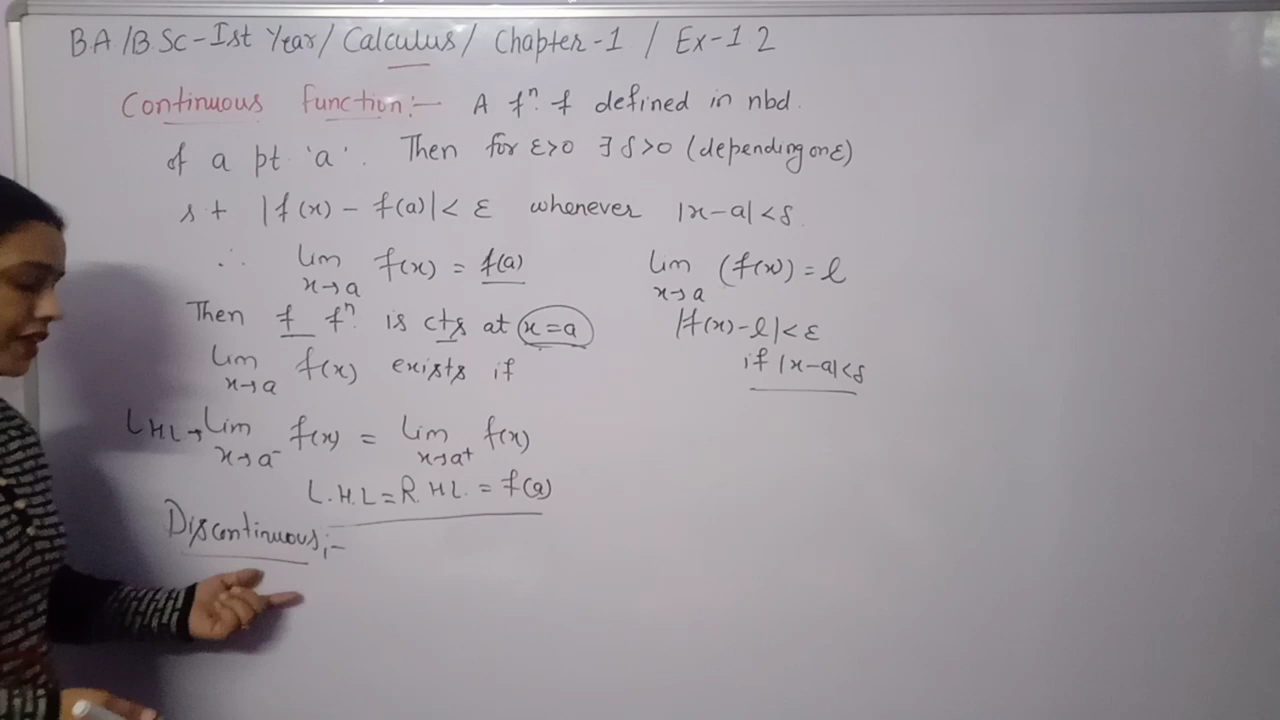 BA/B Sc-Ist Year/ Calculus/ Chapter-1 / Ex-1.2
Continuous function:- A fⁿ. f defined in nbd.
of a pt 'a'. Then for ε>0 ∃ δ>0 (depending on ε)
s t |f(x) - f(a)| < ε whenever |x-a| < δ.
∴ lim x→a f(x) = f(a)
Then f fⁿ. is cts at x=a
lim x→a f(x) exists if
LHL→ lim x→a⁻ f(x) = lim x→a⁺ f(x)
L.H.L = R.HL. = f(a)
Discontinuous;-
lim x→a (f(x)) = l
|f(x)-l| < ε
if |x-a| < δ